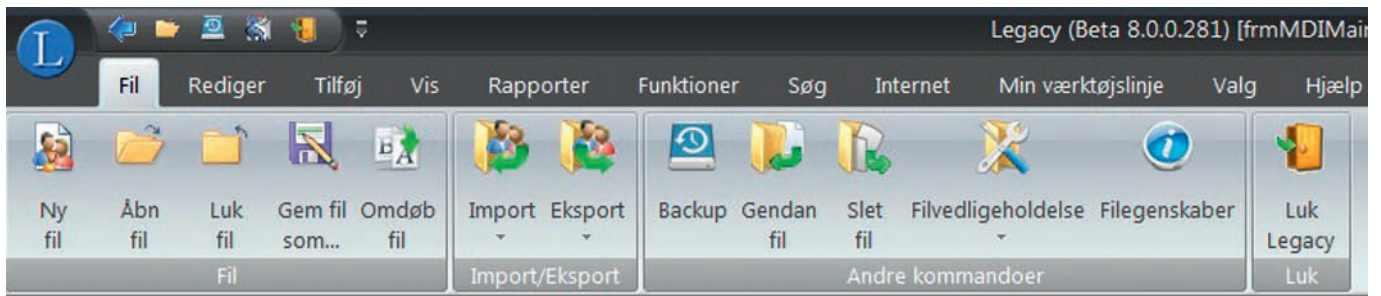 L
Legacy (Beta 8.0.0.281) [frmMDIMain
Fil Rediger Tilføj Vis Rapporter Funktioner Søg Internet Min værktøjslinje Valg Hjælp
Ny Åbn Luk Gem fil Omdøb Import Eksport Backup Gendan Slet Filvedligeholdelse Filegenskaber Luk
fil fil fil som... fil fil fil Legacy
Fil Import/Eksport Andre kommandoer Luk